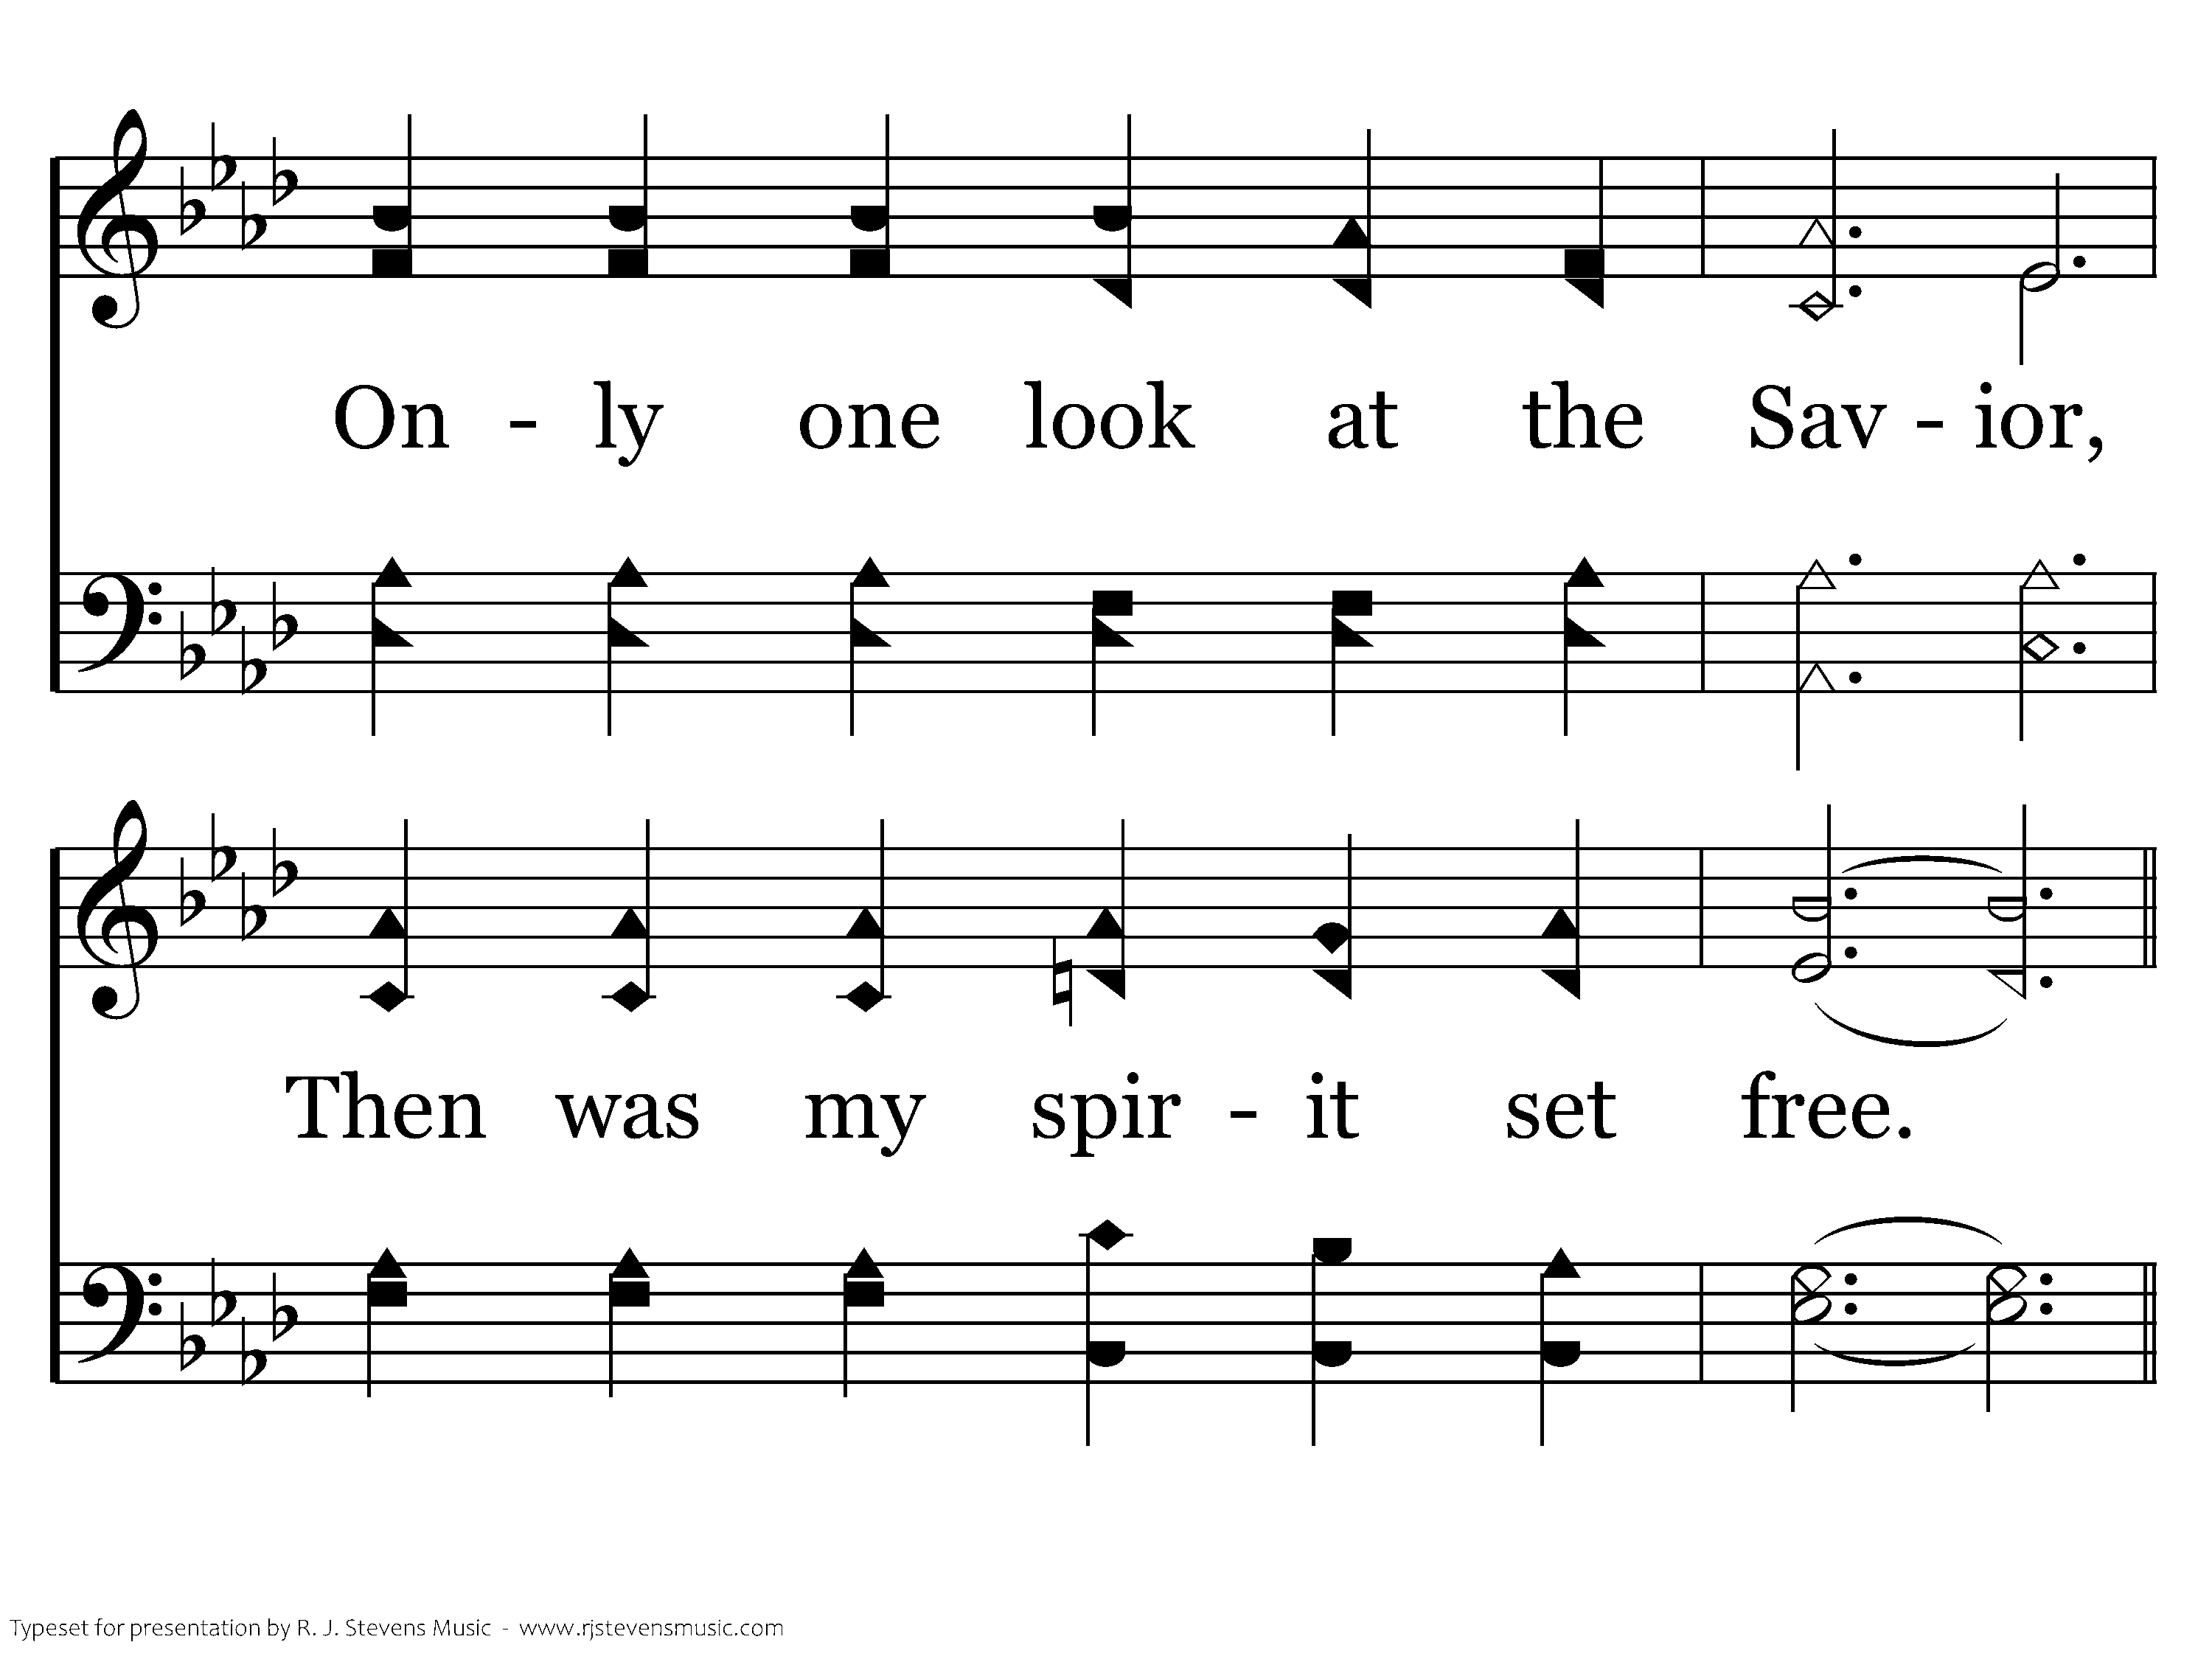 On - ly one look at the Sav - ior,
Then was my spir - it set free.
Typeset for presentation by R. J. Stevens Music - www.rjstevensmusic.com